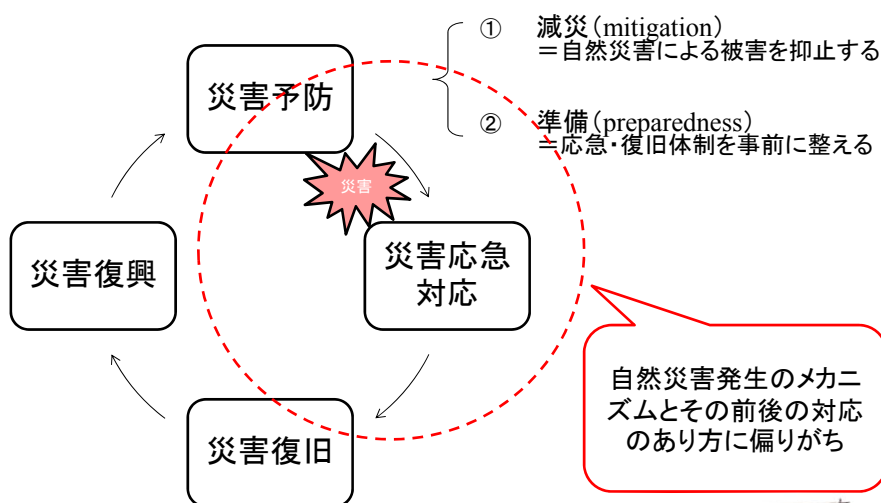 ① 減災(mitigation)
＝自然災害による被害を抑止する
災害予防
② 準備(preparedness)
＝応急・復旧体制を事前に整える
災害
災害復興
災害応急
対応
自然災害発生のメカニ
ズムとその前後の対応
のあり方に偏りがち
災害復旧